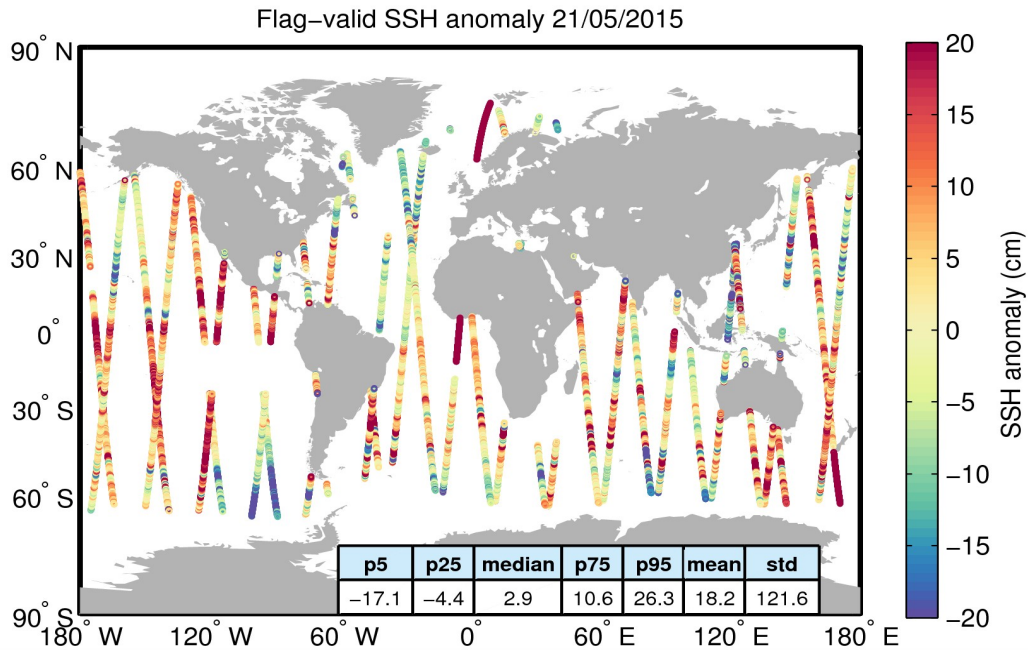 Flag−valid SSH anomaly 21/05/2015
90° N
60° N
30° N
0°
30° S
60° S
90° S
180° W
120° W
60° W
0°
60° E
120° E
180° E
p5 p25 median p75 p95 mean std
−17.1 −4.4 2.9 10.6 26.3 18.2 121.6
20
15
10
5
0
−5
−10
−15
−20
SSH anomaly (cm)